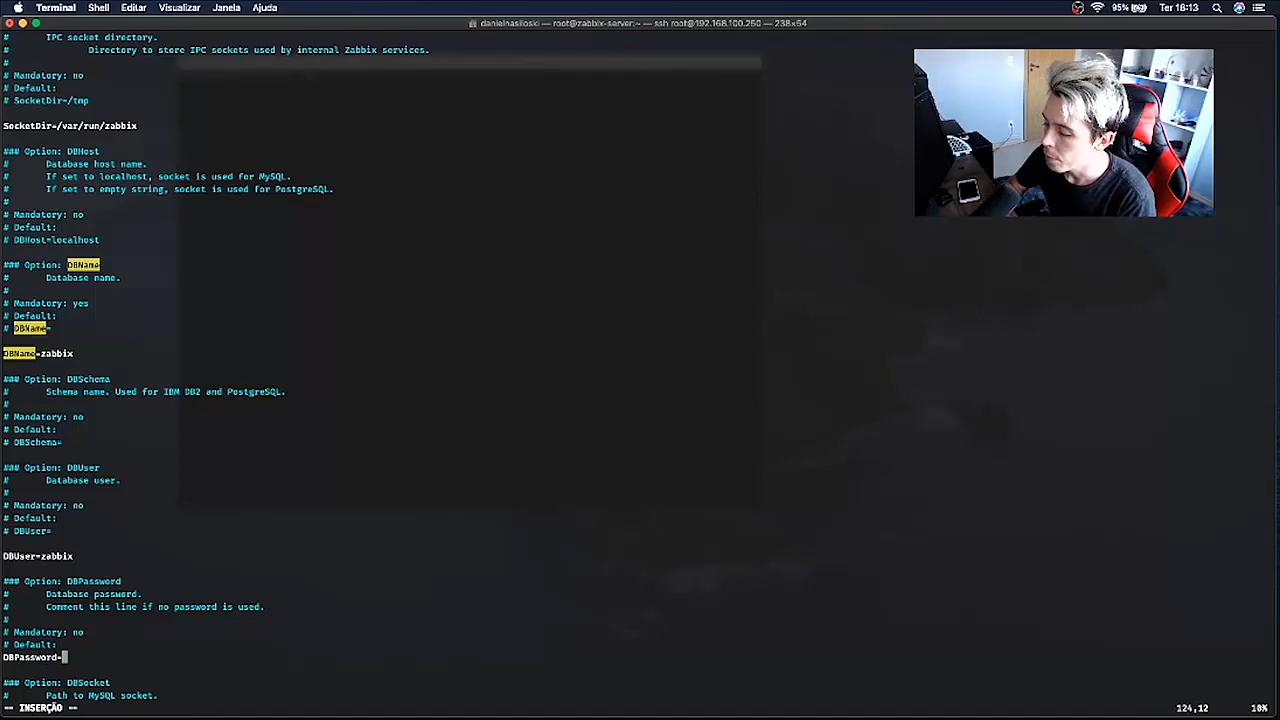 Terminal Shell Editar Visualizar Janela Ajuda 95% Ter 18:13
danielnasiloski — root@zabbix-server:~ — ssh root@192.168.100.250 — 238×54
# IPC socket directory.
# Directory to store IPC sockets used by internal Zabbix services.
#
# Mandatory: no
# Default:
# SocketDir=/tmp
SocketDir=/var/run/zabbix
### Option: DBHost
# Database host name.
# If set to localhost, socket is used for MySQL.
# If set to empty string, socket is used for PostgreSQL.
#
# Mandatory: no
# Default:
# DBHost=localhost
### Option: DBName
# Database name.
#
# Mandatory: yes
# Default:
# DBName=
DBName=zabbix
### Option: DBSchema
# Schema name. Used for IBM DB2 and PostgreSQL.
#
# Mandatory: no
# Default:
# DBSchema=
### Option: DBUser
# Database user.
#
# Mandatory: no
# Default:
# DBUser=
DBUser=zabbix
### Option: DBPassword
# Database password.
# Comment this line if no password is used.
#
# Mandatory: no
# Default:
DBPassword=
### Option: DBSocket
# Path to MySQL socket.
-- INSERÇÃO -- 124,12 10%